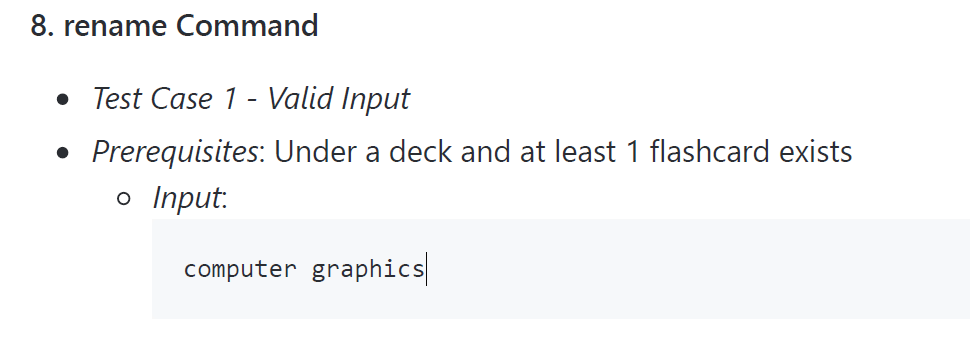 8. rename Command
Test Case 1 - Valid Input
Prerequisites: Under a deck and at least 1 flashcard exists
Input:
computer graphics